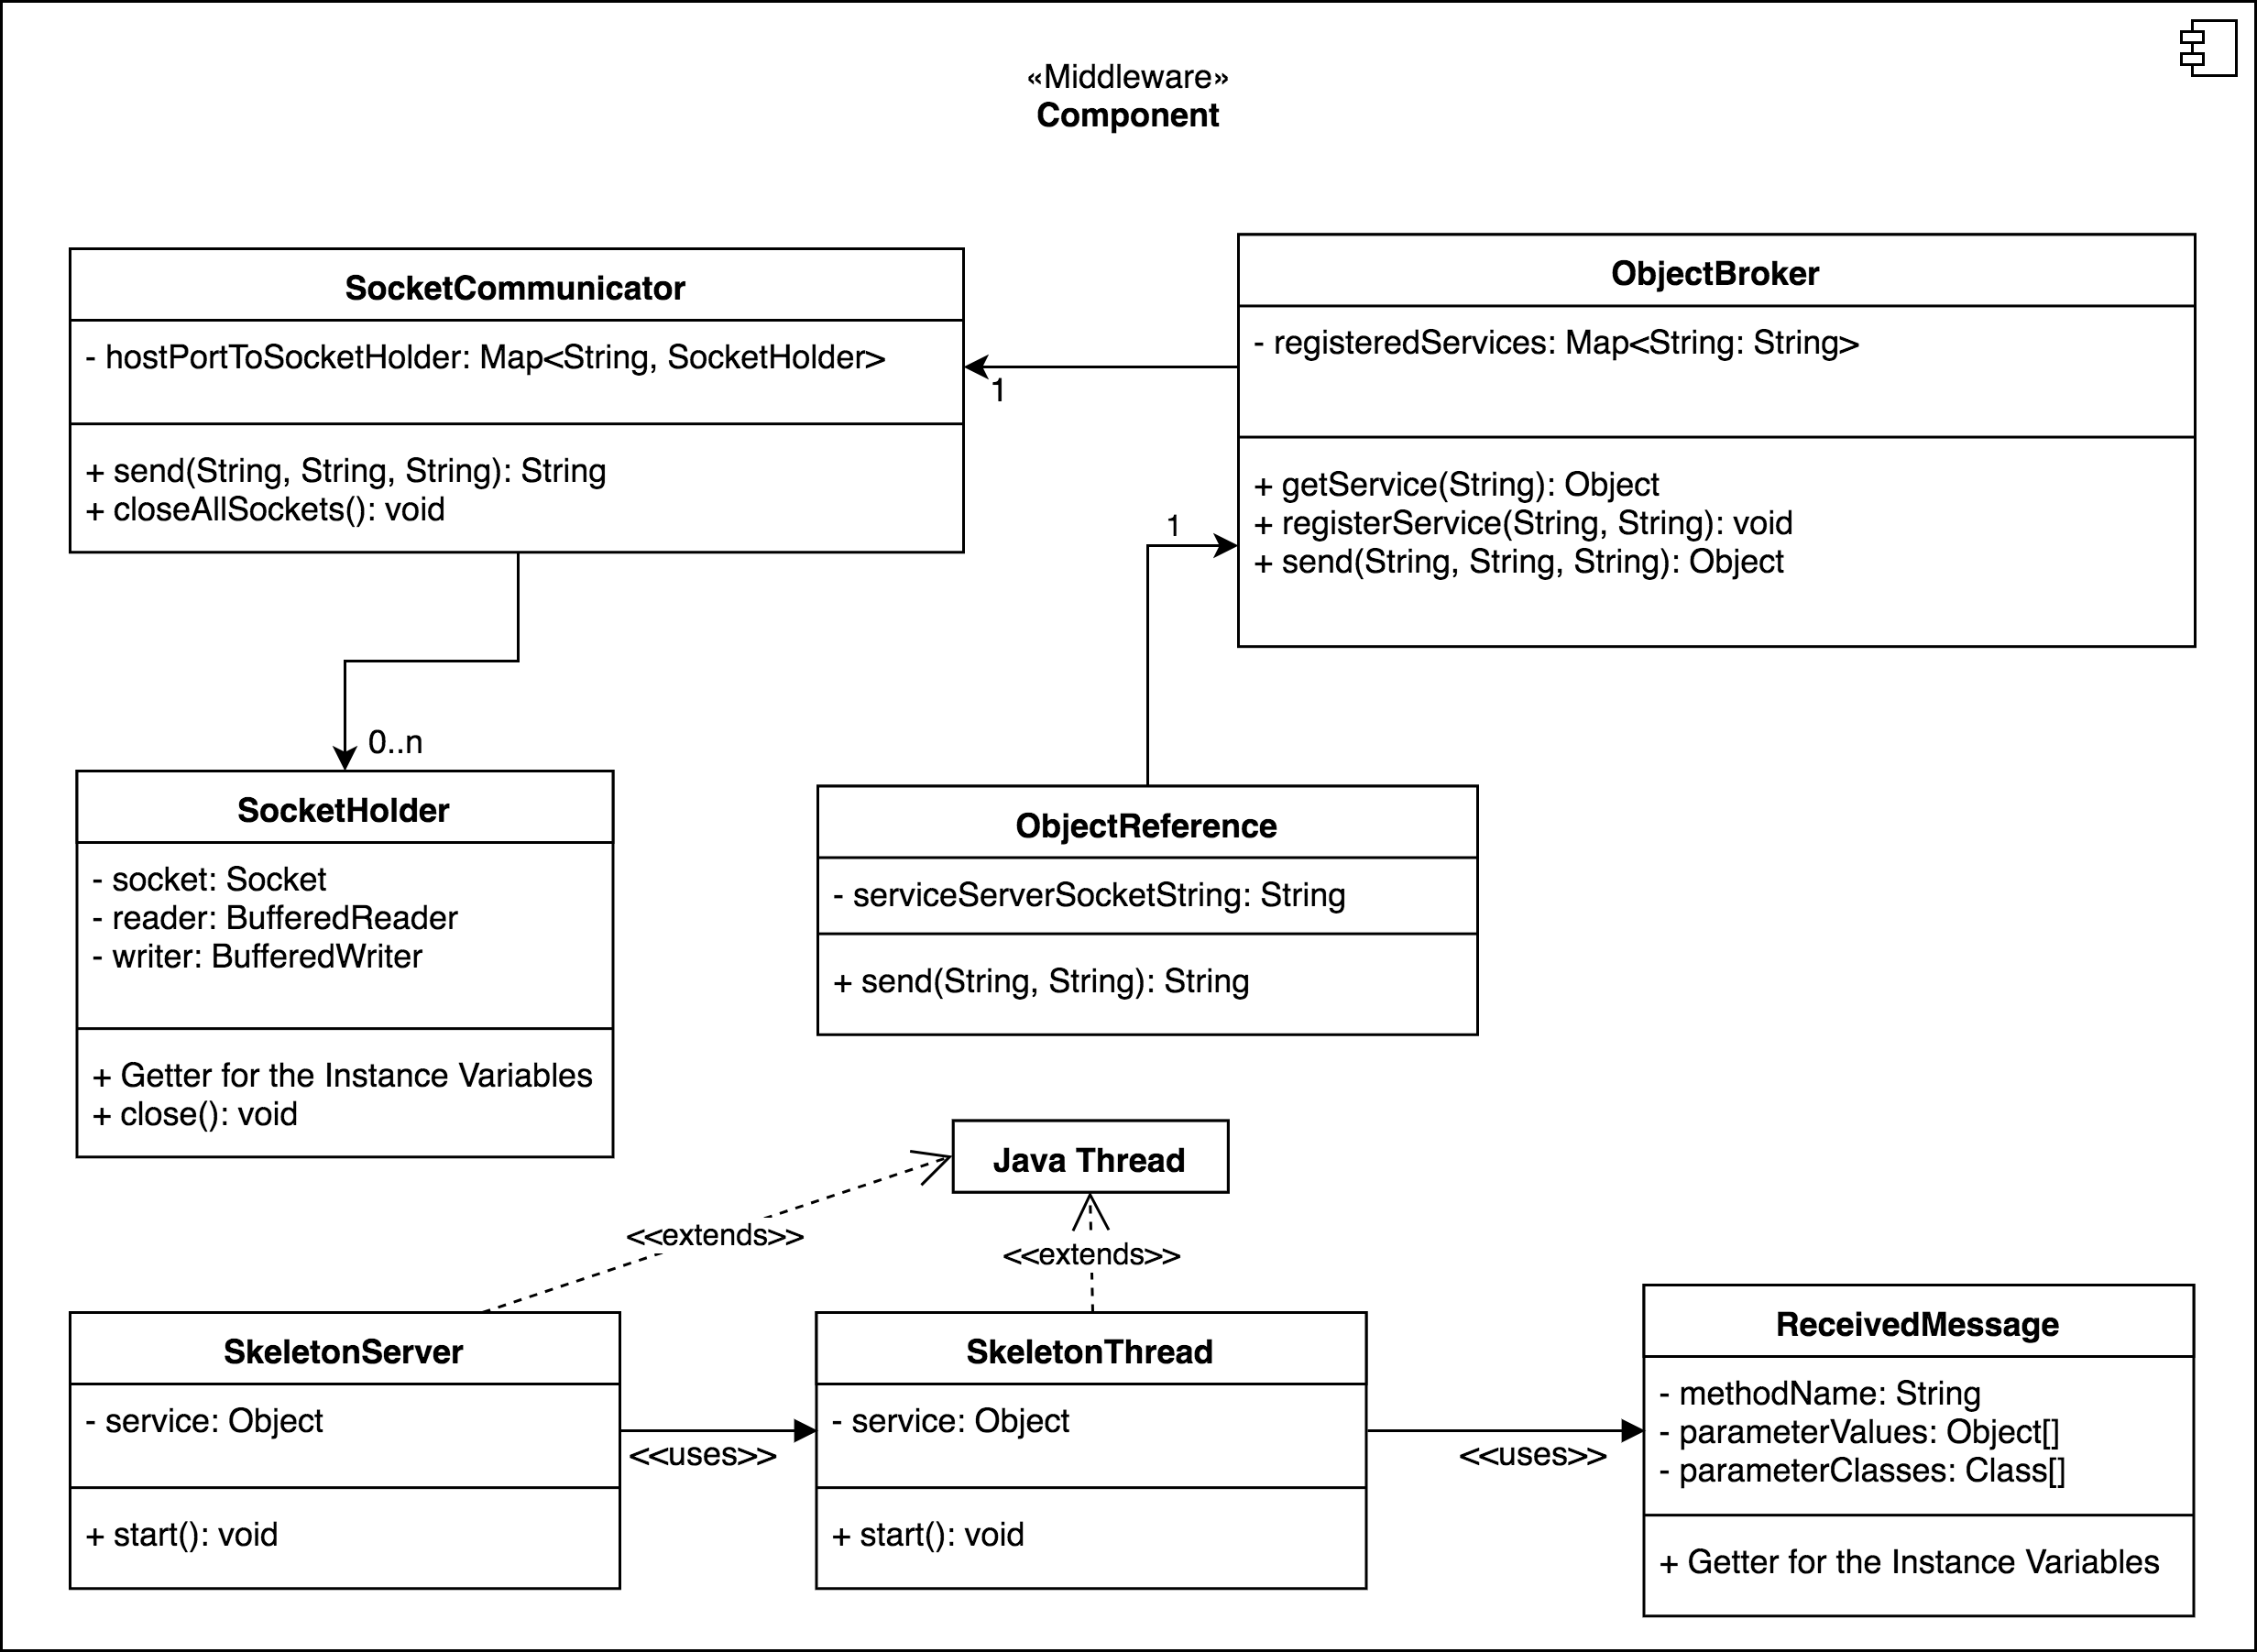 «Middleware»
Component
SocketCommunicator
- hostPortToSocketHolder: Map<String, SocketHolder>
+ send(String, String, String): String
+ closeAllSockets(): void
ObjectBroker
- registeredServices: Map<String: String>
+ getService(String): Object
+ registerService(String, String): void
+ send(String, String, String): Object
1
1
0..n
SocketHolder
- socket: Socket
- reader: BufferedReader
- writer: BufferedWriter
+ Getter for the Instance Variables
+ close(): void
ObjectReference
- serviceServerSocketString: String
+ send(String, String): String
Java Thread
<<extends>>
<<extends>>
SkeletonServer
- service: Object
+ start(): void
<<uses>>
SkeletonThread
- service: Object
+ start(): void
<<uses>>
ReceivedMessage
- methodName: String
- parameterValues: Object[]
- parameterClasses: Class[]
+ Getter for the Instance Variables